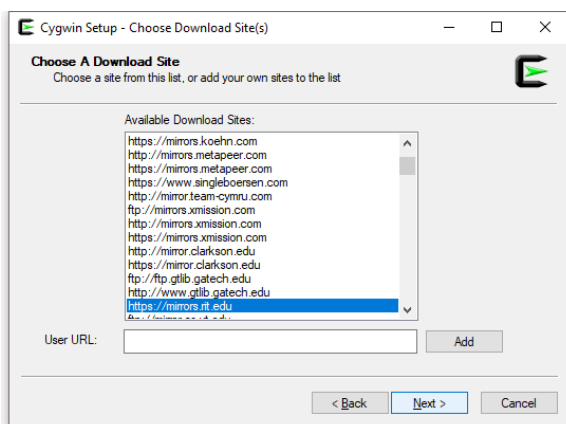 Cygwin Setup - Choose Download Site(s)
Choose A Download Site
Choose a site from this list, or add your own sites to the list
Available Download Sites:
https://mirrors.koehn.com
http://mirrors.metapeer.com
https://mirrors.metapeer.com
https://www.singleboersen.com
http://mirror.team-cymru.com
ftp://mirrors.xmission.com
http://mirrors.xmission.com
https://mirrors.xmission.com
http://mirror.clarkson.edu
https://mirror.clarkson.edu
ftp://ftp.gtlib.gatech.edu
http://www.gtlib.gatech.edu
https://mirrors.rit.edu
User URL:
Add
< Back
Next >
Cancel